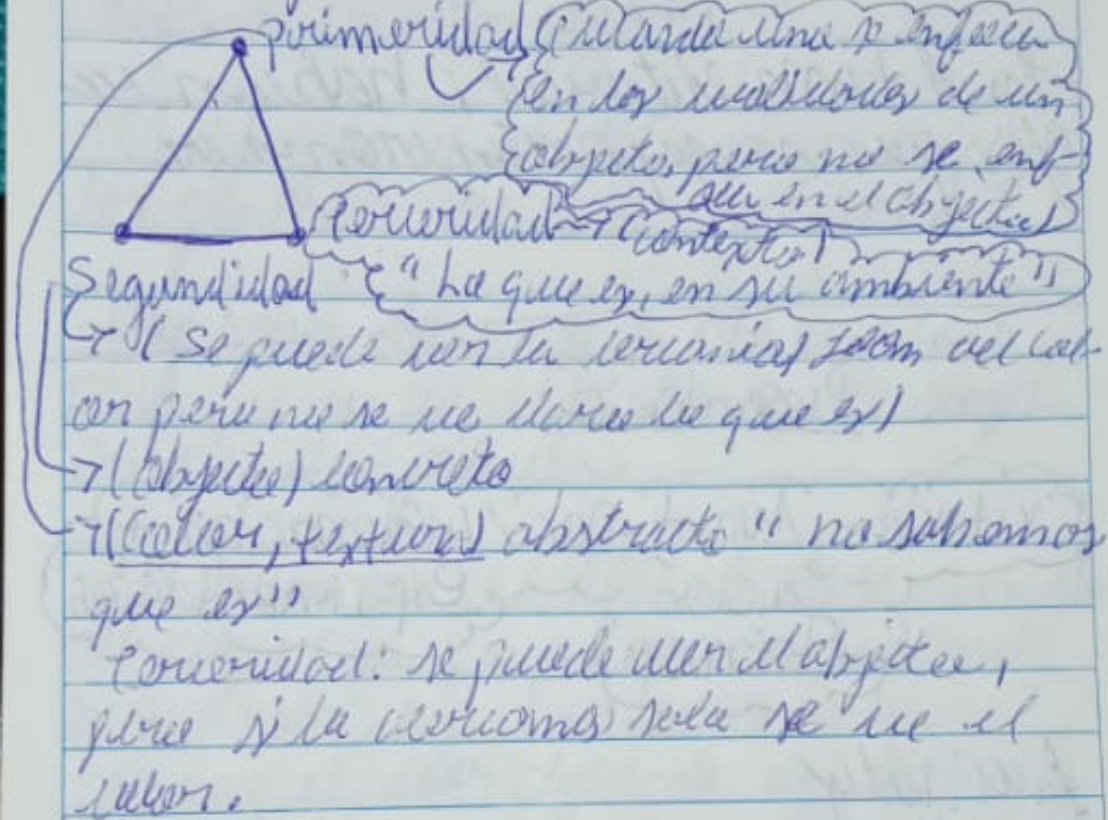 primeridad (Cuando uno se enfoca
en las cualidades de un
objeto, pero no se enf-
oca en el objeto)
Terceridad → (contexto)
Segundidad "Lo que es, en su ambiente"
→ (Se puede ver la cercania) zoom del col-
or pero no se ve claro lo que es)
→ (objeto) concreto
→ (Color, textura) abstracto "no sabemos
que es"
Terceridad: se puede ver el objeto,
pero si lo cercamos solo se ve el
color.